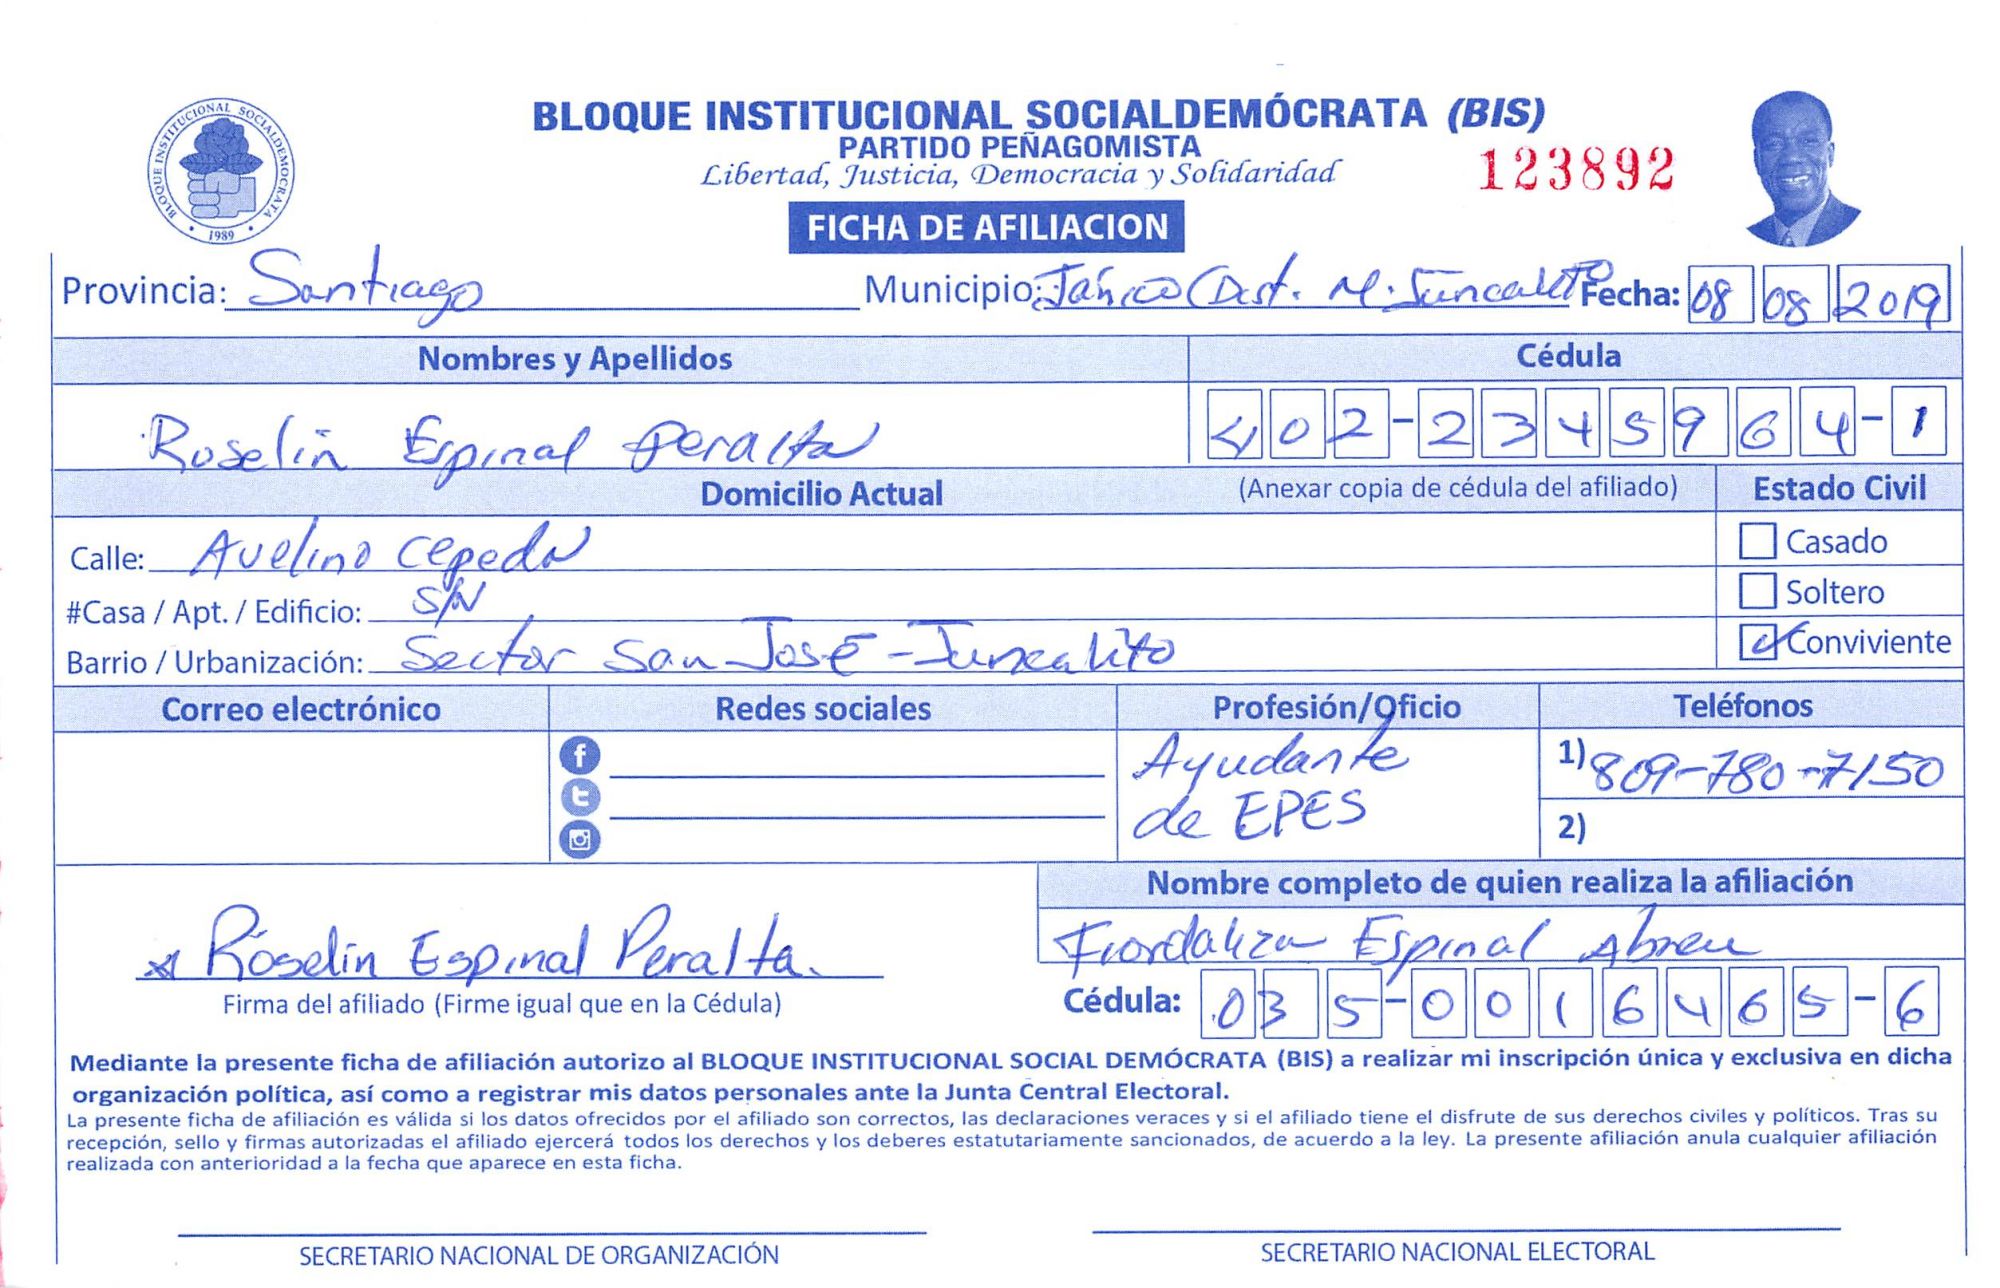 BLOQUE INSTITUCIONAL SOCIALDEMOCRATA
1989
BLOQUE INSTITUCIONAL SOCIALDEMÓCRATA (BIS)
PARTIDO PEÑAGOMISTA
Libertad, Justicia, Democracia y Solidaridad
123892
FICHA DE AFILIACION
Provincia: Santiago Municipio: Jánico (Dist. M. Juncalito Fecha: 08 08 2019
Nombres y Apellidos Cédula
Roselin Espinal Peralta 402-2345964-1
Domicilio Actual (Anexar copia de cédula del afiliado) Estado Civil
Calle: Avelino Cepeda Casado
#Casa / Apt. / Edificio: S/N Soltero
Barrio / Urbanización: Sector San José - Juncalito Conviviente
Correo electrónico Redes sociales Profesión/Oficio Teléfonos
Ayudante 1) 809-780-7150
de EPES 2)
Nombre completo de quien realiza la afiliación
Roselin Espinal Peralta. Fiordaliza Espinal Abreu
Firma del afiliado (Firme igual que en la Cédula) Cédula: 035-0016465-6
Mediante la presente ficha de afiliación autorizo al BLOQUE INSTITUCIONAL SOCIAL DEMÓCRATA (BIS) a realizar mi inscripción única y exclusiva en dicha
organización política, así como a registrar mis datos personales ante la Junta Central Electoral.
La presente ficha de afiliación es válida si los datos ofrecidos por el afiliado son correctos, las declaraciones veraces y si el afiliado tiene el disfrute de sus derechos civiles y políticos. Tras su
recepción, sello y firmas autorizadas el afiliado ejercerá todos los derechos y los deberes estatutariamente sancionados, de acuerdo a la ley. La presente afiliación anula cualquier afiliación
realizada con anterioridad a la fecha que aparece en esta ficha.
SECRETARIO NACIONAL DE ORGANIZACIÓN SECRETARIO NACIONAL ELECTORAL